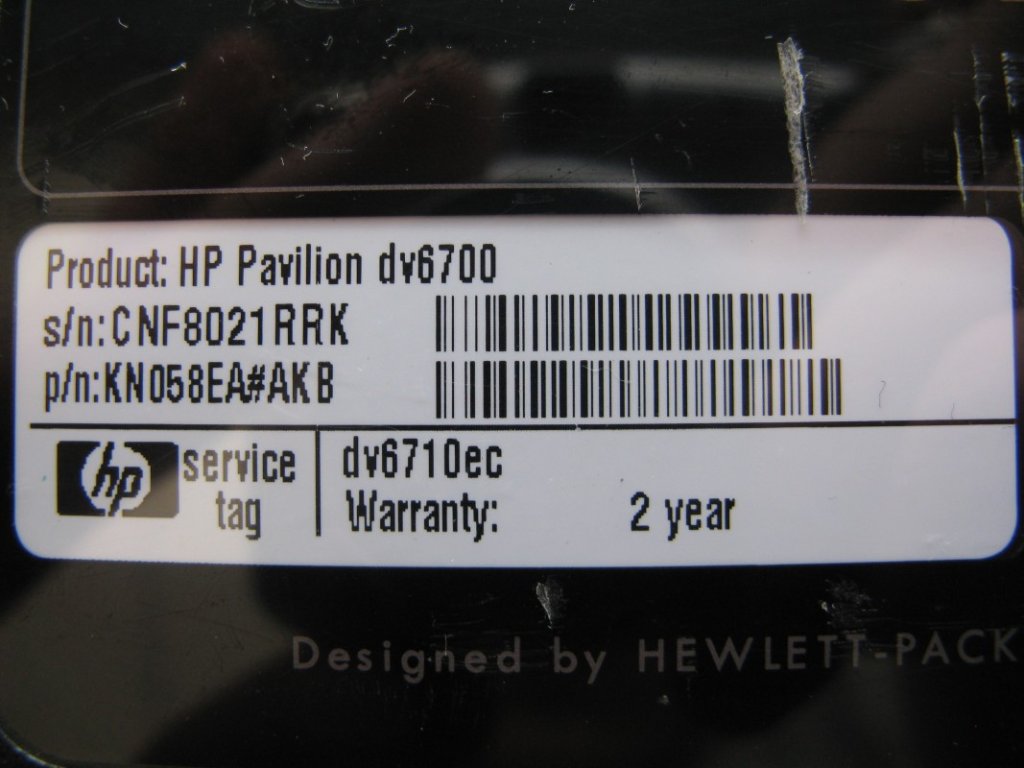 Product: HP Pavilion dv6700
s/n:CNF8021RRK
p/n:KN058EA#AKB
hp service tag
dv6710ec
Warranty: 2 year
Designed by HEWLETT-PACK